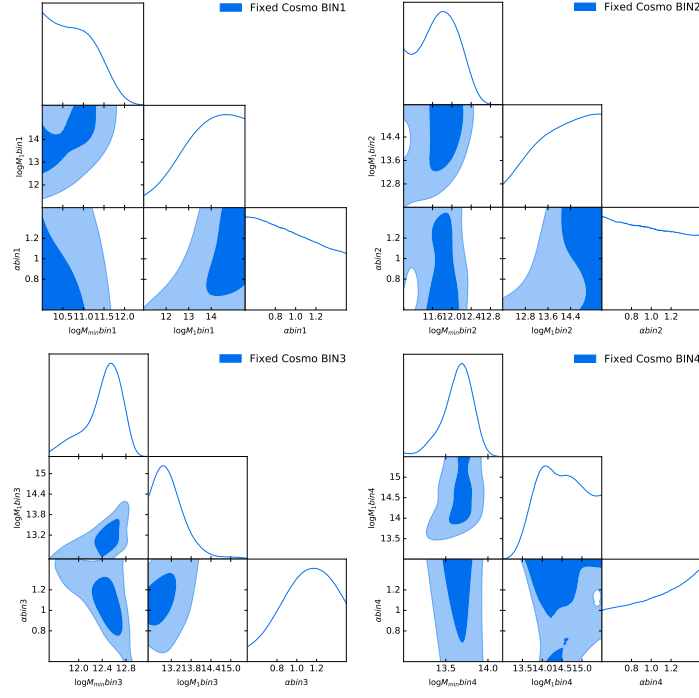 Fixed Cosmo BIN1
logM₁bin1
14
13
12
αbin1
1.2
1
0.8
10.5 11.0 11.5 12.0
logMₘᵢₙbin1
12 13 14
logM₁bin1
0.8 1.0 1.2
αbin1
Fixed Cosmo BIN2
logM₁bin2
14.4
13.6
12.8
αbin2
1.2
1
0.8
11.6 12.0 12.4 12.8
logMₘᵢₙbin2
12.8 13.6 14.4
logM₁bin2
0.8 1.0 1.2
αbin2
Fixed Cosmo BIN3
logM₁bin3
15
14.4
13.8
13.2
αbin3
1.2
1
0.8
12.0 12.4 12.8
logMₘᵢₙbin3
13.2 13.8 14.4 15.0
logM₁bin3
0.8 1.0 1.2
αbin3
Fixed Cosmo BIN4
logM₁bin4
15
14.5
14
13.5
αbin4
1.2
1
0.8
13.5 14.0
logMₘᵢₙbin4
13.5 14.0 14.5 15.0
logM₁bin4
0.8 1.0 1.2
αbin4